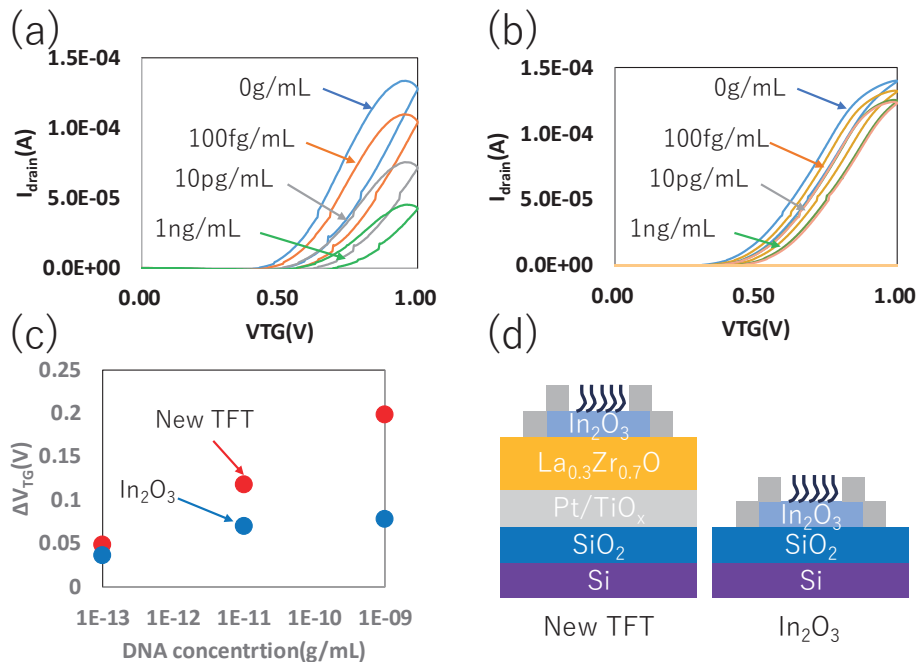 (a)
1.5E-04
1.0E-04
5.0E-05
0.0E+00
I_drain(A)
0g/mL
100fg/mL
10pg/mL
1ng/mL
0.00
0.50
1.00
VTG(V)
(b)
1.5E-04
1.0E-04
5.0E-05
0.0E+00
I_drain(A)
0g/mL
100fg/mL
10pg/mL
1ng/mL
0.00
0.50
1.00
VTG(V)
(c)
0.25
0.2
0.15
0.1
0.05
0
ΔV_TG(V)
New TFT
In₂O₃
1E-13
1E-12
1E-11
1E-10
1E-09
DNA concentrtion(g/mL)
(d)
In₂O₃
La₀.₃Zr₀.₇O
Pt/TiOₓ
SiO₂
Si
New TFT
In₂O₃
SiO₂
Si
In₂O₃